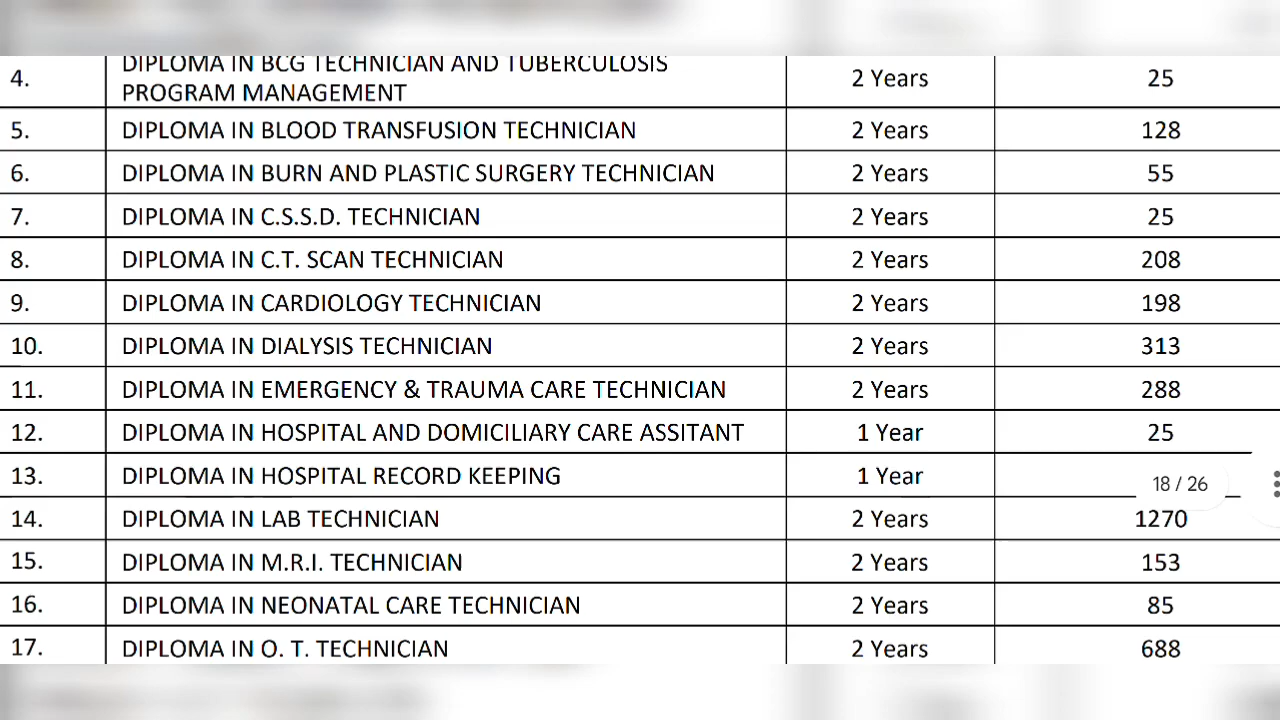 4. DIPLOMA IN BCG TECHNICIAN AND TUBERCULOSIS
PROGRAM MANAGEMENT 2 Years 25
5. DIPLOMA IN BLOOD TRANSFUSION TECHNICIAN 2 Years 128
6. DIPLOMA IN BURN AND PLASTIC SURGERY TECHNICIAN 2 Years 55
7. DIPLOMA IN C.S.S.D. TECHNICIAN 2 Years 25
8. DIPLOMA IN C.T. SCAN TECHNICIAN 2 Years 208
9. DIPLOMA IN CARDIOLOGY TECHNICIAN 2 Years 198
10. DIPLOMA IN DIALYSIS TECHNICIAN 2 Years 313
11. DIPLOMA IN EMERGENCY & TRAUMA CARE TECHNICIAN 2 Years 288
12. DIPLOMA IN HOSPITAL AND DOMICILIARY CARE ASSITANT 1 Year 25
13. DIPLOMA IN HOSPITAL RECORD KEEPING 1 Year
18 / 26
14. DIPLOMA IN LAB TECHNICIAN 2 Years 1270
15. DIPLOMA IN M.R.I. TECHNICIAN 2 Years 153
16. DIPLOMA IN NEONATAL CARE TECHNICIAN 2 Years 85
17. DIPLOMA IN O. T. TECHNICIAN 2 Years 688